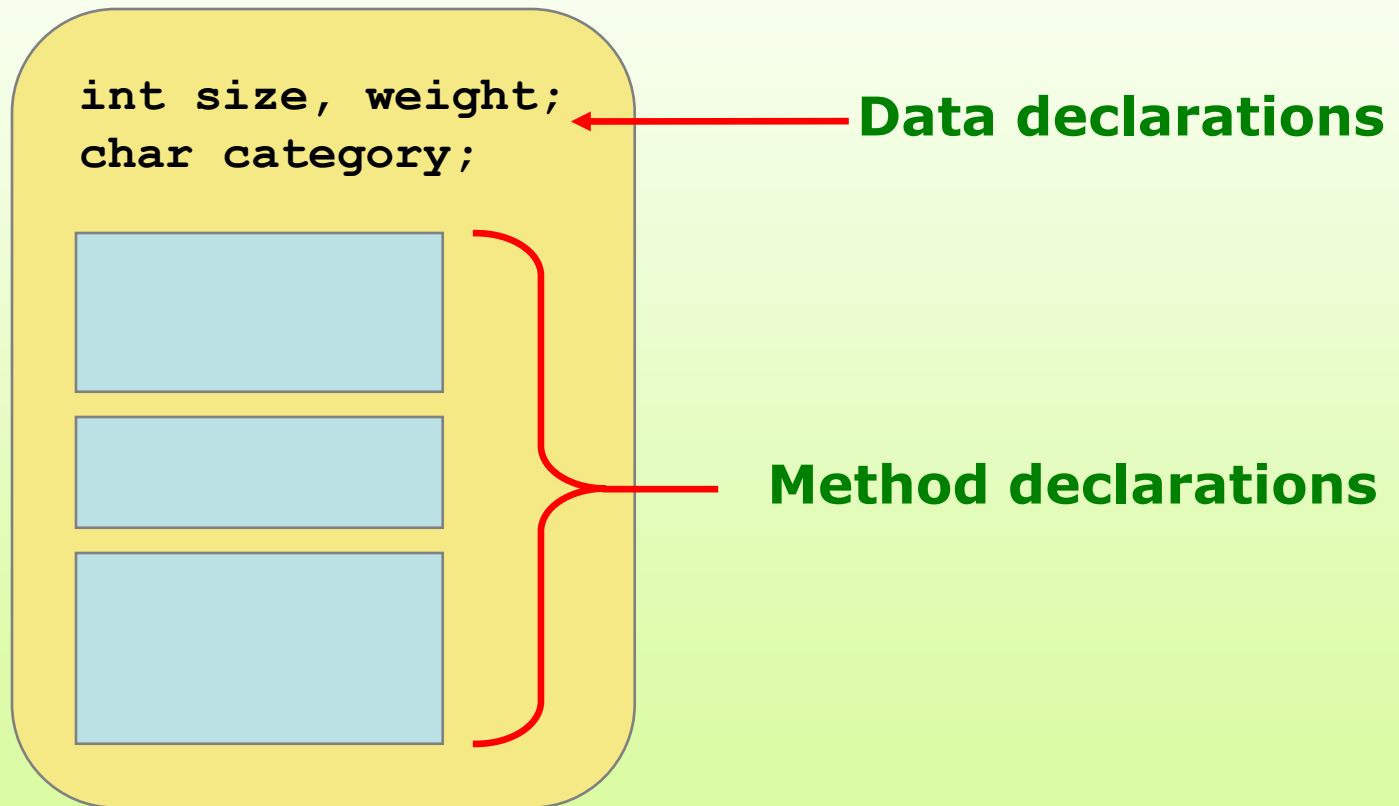 int size, weight;
char category;
Data declarations
Method declarations